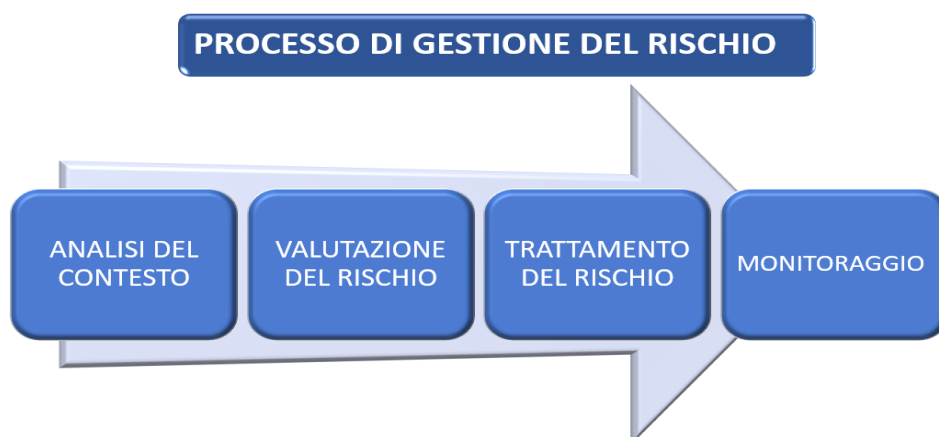 PROCESSO DI GESTIONE DEL RISCHIO
ANALISI DEL
CONTESTO
VALUTAZIONE
DEL RISCHIO
TRATTAMENTO
DEL RISCHIO
MONITORAGGIO